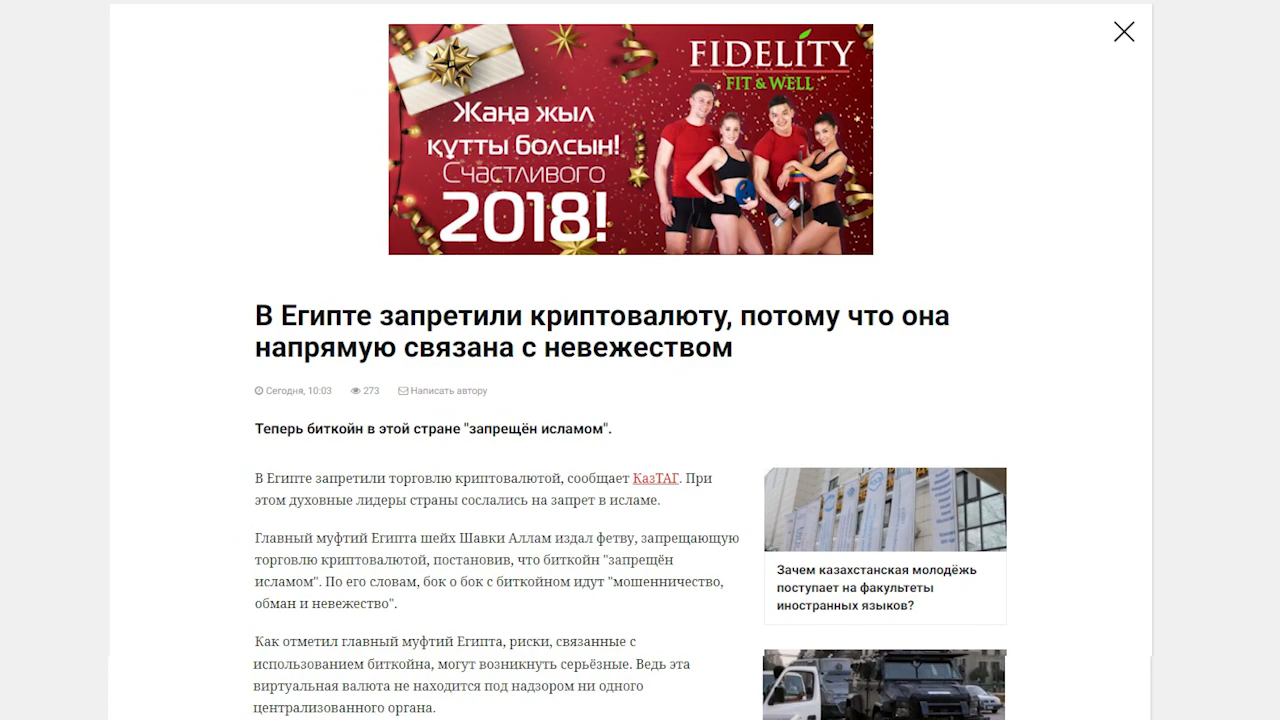 FIDELITY
FIT & WELL
Жаңа жыл
құтты болсын!
Счастливого
2018!
В Египте запретили криптовалюту, потому что она
напрямую связана с невежеством
Сегодня, 10:03 273 Написать автору
Теперь биткойн в этой стране "запрещён исламом".
В Египте запретили торговлю криптовалютой, сообщает КазТАГ. При
этом духовные лидеры страны сослались на запрет в исламе.
Главный муфтий Египта шейх Шавки Аллам издал фетву, запрещающую
торговлю криптовалютой, постановив, что биткойн "запрещён
исламом". По его словам, бок о бок с биткойном идут "мошенничество,
обман и невежество".
Как отметил главный муфтий Египта, риски, связанные с
использованием биткойна, могут возникнуть серьёзные. Ведь эта
виртуальная валюта не находится под надзором ни одного
централизованного органа.
Зачем казахстанская молодёжь
поступает на факультеты
иностранных языков?